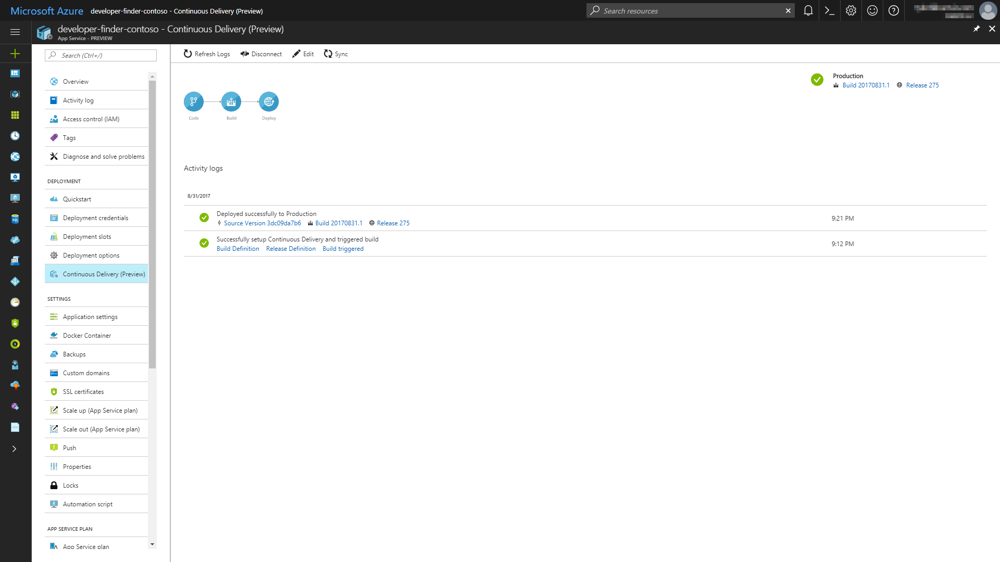 Microsoft Azure developer-finder-contoso - Continuous Delivery (Preview)
Search resources
developer-finder-contoso - Continuous Delivery (Preview)
App Service - PREVIEW
Search (Ctrl+/)
Overview
Activity log
Access control (IAM)
Tags
Diagnose and solve problems
DEPLOYMENT
Quickstart
Deployment credentials
Deployment slots
Deployment options
Continuous Delivery (Preview)
SETTINGS
Application settings
Docker Container
Backups
Custom domains
SSL certificates
Scale up (App Service plan)
Scale out (App Service plan)
Push
Properties
Locks
Automation script
APP SERVICE PLAN
App Service plan
Refresh Logs Disconnect Edit Sync
Production
Build 20170831.1 Release 275
Code Build Deploy
Activity logs
8/31/2017
Deployed successfully to Production
Source Version 3dc09da7b6 Build 20170831.1 Release 275
9:21 PM
Successfully setup Continuous Delivery and triggered build
Build Definition Release Definition Build triggered
9:12 PM